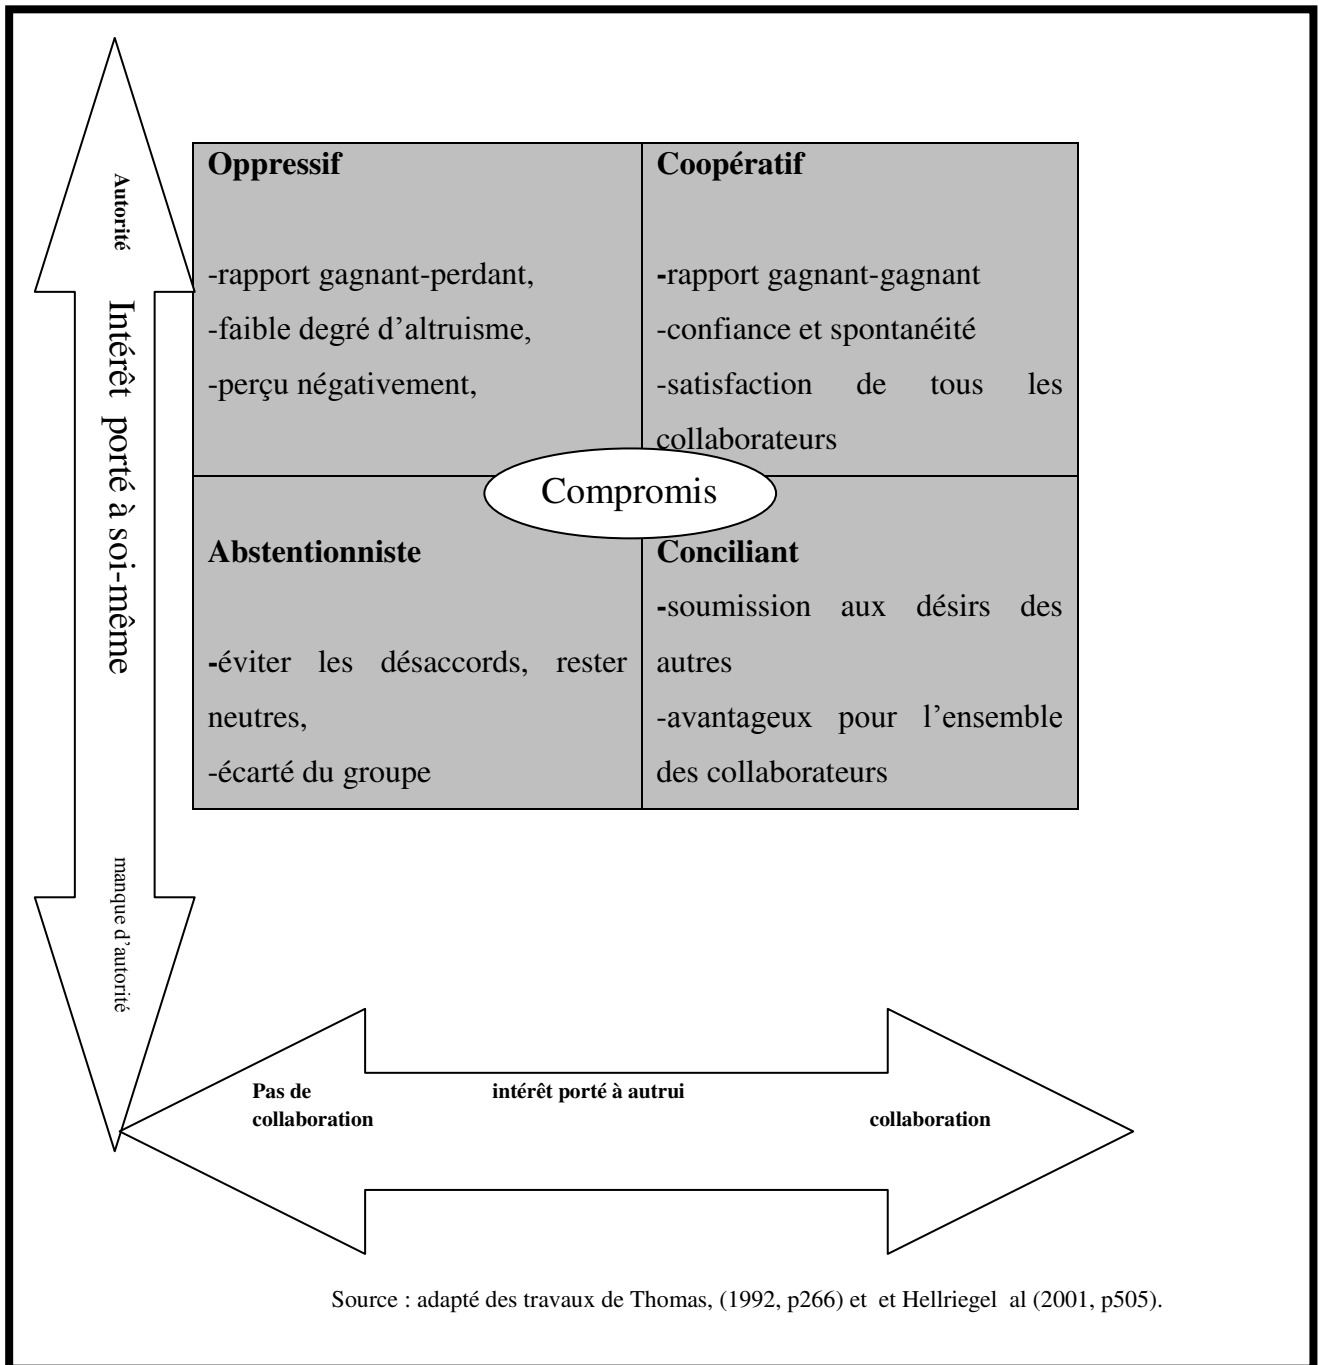 Autorité
Intérêt porté à soi-même
manque d'autorité
Oppressif
-rapport gagnant-perdant,
-faible degré d'altruisme,
-perçu négativement,
Coopératif
-rapport gagnant-gagnant
-confiance et spontanéité
-satisfaction de tous les
collaborateurs
Compromis
Abstentionniste
-éviter les désaccords, rester
neutres,
-écarté du groupe
Conciliant
-soumission aux désirs des
autres
-avantageux pour l'ensemble
des collaborateurs
Pas de
collaboration
intérêt porté à autrui
collaboration
Source : adapté des travaux de Thomas, (1992, p266) et et Hellriegel al (2001, p505).